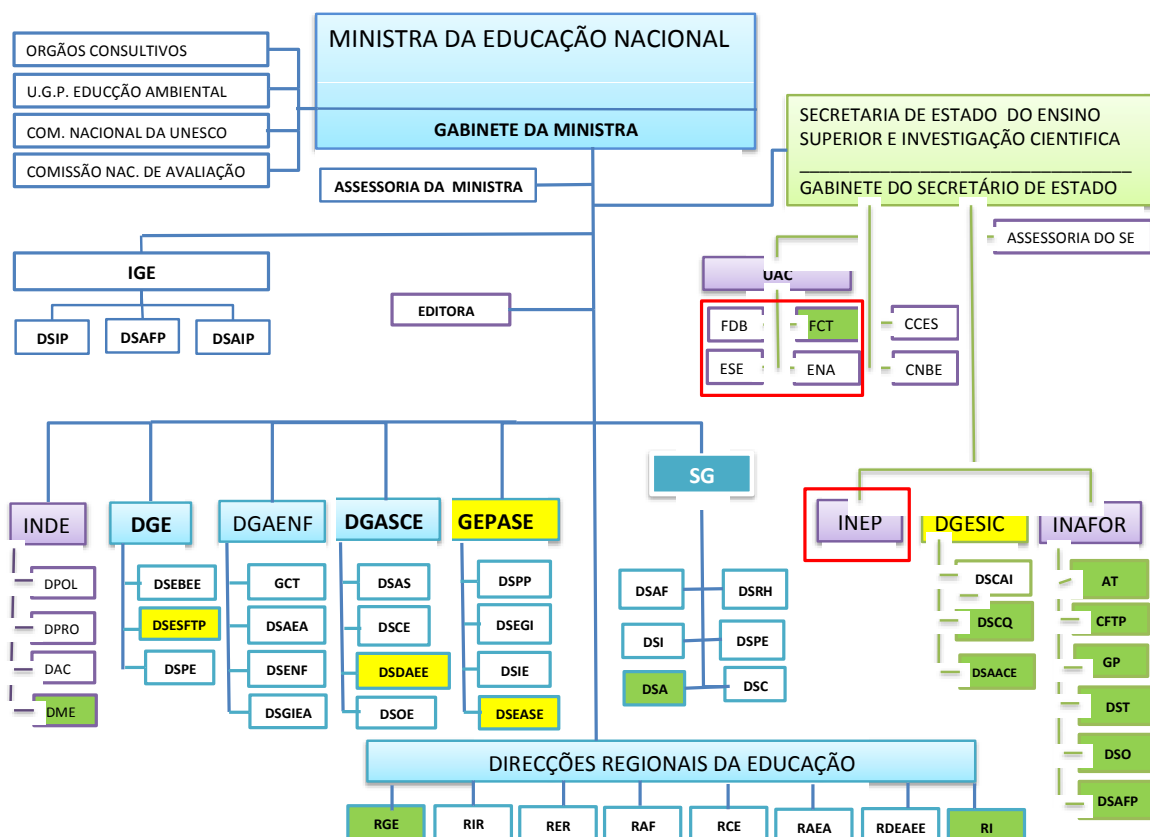 MINISTRA DA EDUCAÇÃO NACIONAL
GABINETE DA MINISTRA
ORGÃOS CONSULTIVOS
U.G.P. EDUCÇÃO AMBIENTAL
COM. NACIONAL DA UNESCO
COMISSÃO NAC. DE AVALIAÇÃO
SECRETARIA DE ESTADO DO ENSINO
SUPERIOR E INVESTIGAÇÃO CIENTIFICA
GABINETE DO SECRETÁRIO DE ESTADO
ASSESSORIA DA MINISTRA
ASSESSORIA DO SE
IGE
DSIP
DSAFP
DSAIP
EDITORA
UAC
FDB
FCT
CCES
ESE
ENA
CNBE
SG
INDE
DGE
DGAENF
DGASCE
GEPASE
INEP
DGESIC
INAFOR
DPOL
DPRO
DAC
DME
DSEBEE
DSESFTP
DSPE
GCT
DSAEA
DSENF
DSGIEA
DSAS
DSCE
DSDAEE
DSOE
DSPP
DSEGI
DSIE
DSEASE
DSAF
DSRH
DSI
DSPE
DSA
DSC
DSCAI
DSCQ
DSAACE
AT
CFTP
GP
DST
DSO
DSAFP
DIRECÇÕES REGIONAIS DA EDUCAÇÃO
RGE
RIR
RER
RAF
RCE
RAEA
RDEAEE
RI